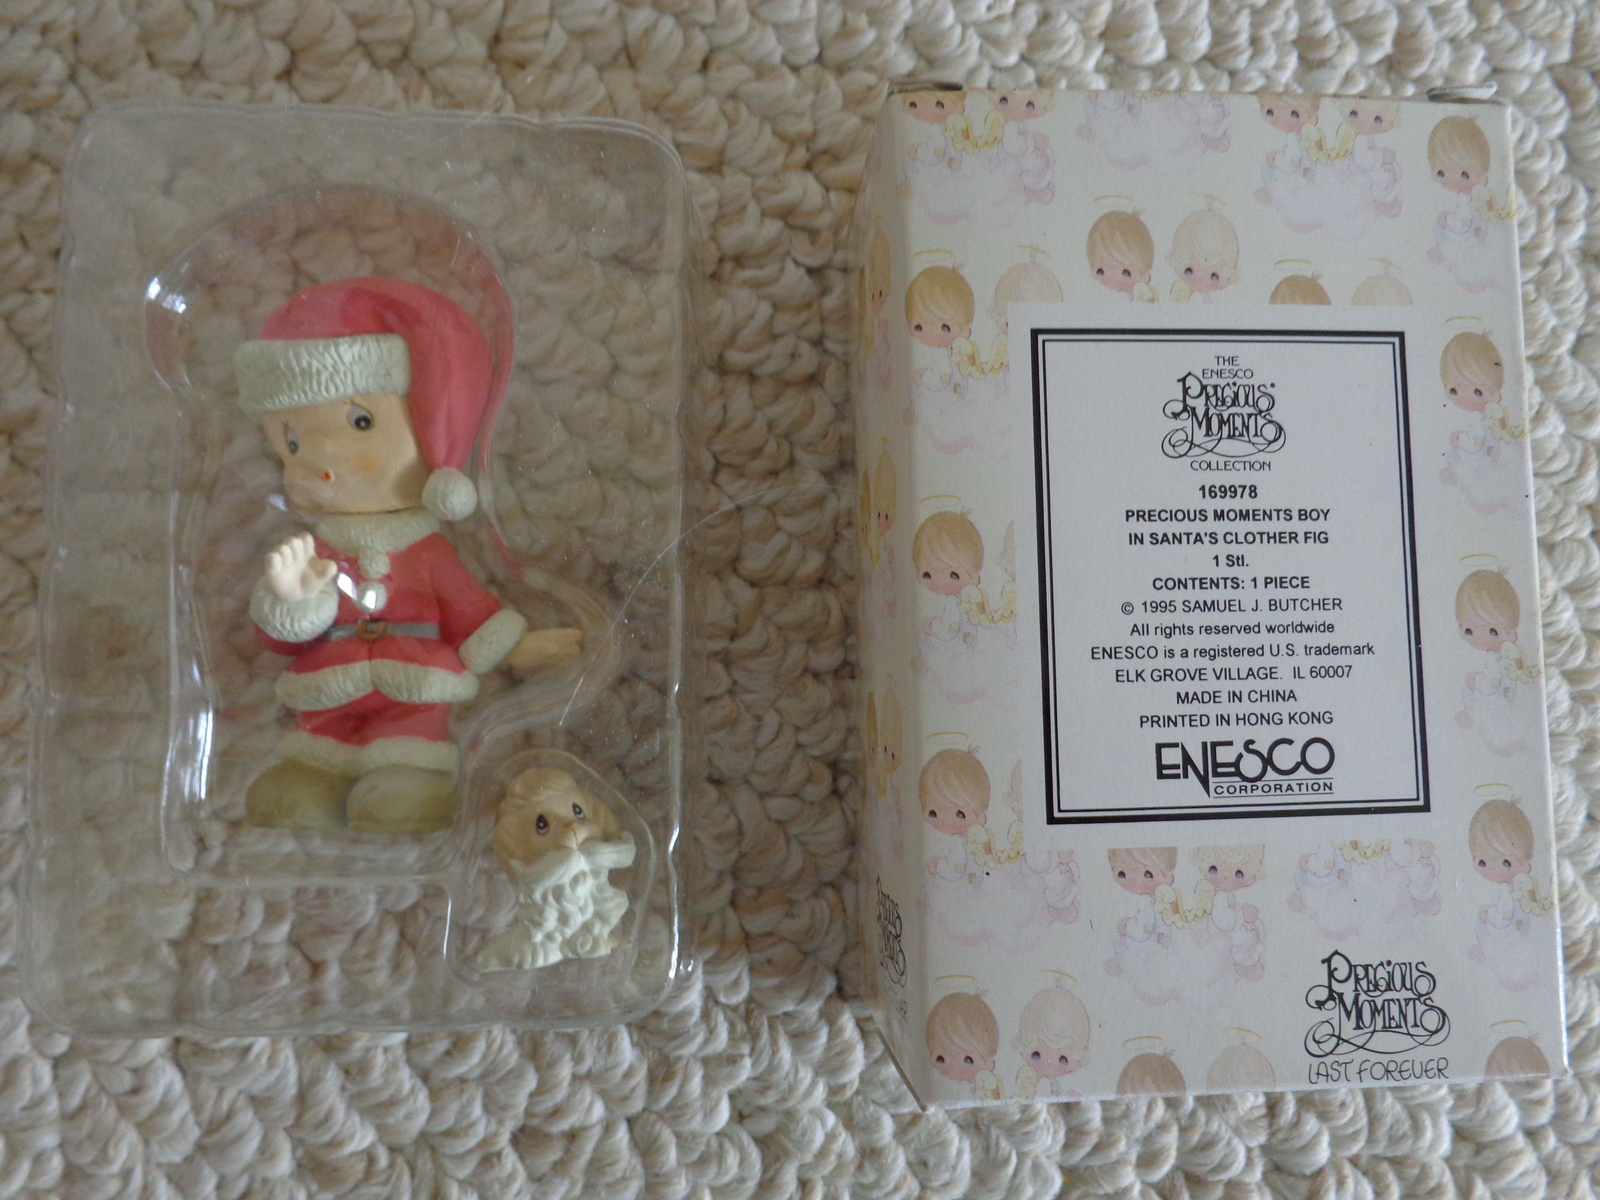 THE
ENESCO
PRECIOUS
MOMENTS
COLLECTION
169978
PRECIOUS MOMENTS BOY
IN SANTA'S CLOTHER FIG
1 Stl.
CONTENTS: 1 PIECE
© 1995 SAMUEL J. BUTCHER
All rights reserved worldwide
ENESCO is a registered U.S. trademark
ELK GROVE VILLAGE. IL 60007
MADE IN CHINA
PRINTED IN HONG KONG
ENESCO
CORPORATION
PRECIOUS
MOMENTS
LAST FOREVER